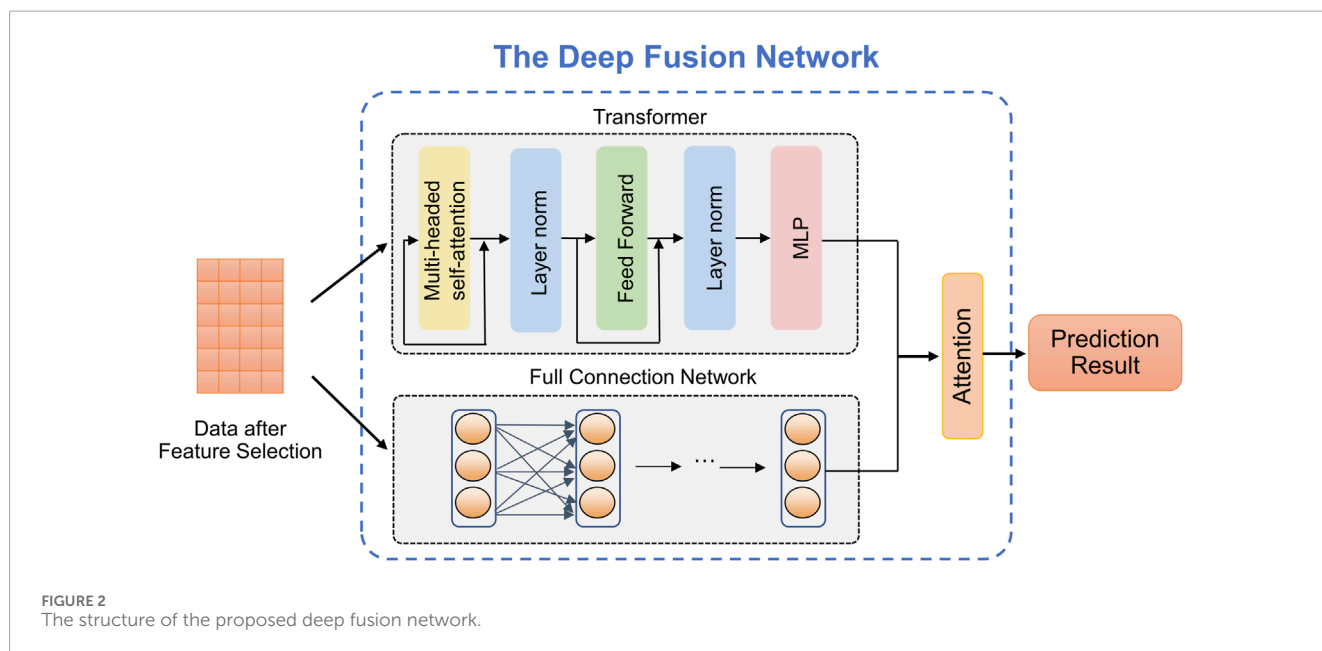 The Deep Fusion Network
Transformer
Multi-headed
self-attention
Layer norm
Feed Forward
Layer norm
MLP
Data after
Feature Selection
Full Connection Network
...
Attention
Prediction
Result
FIGURE 2
The structure of the proposed deep fusion network.